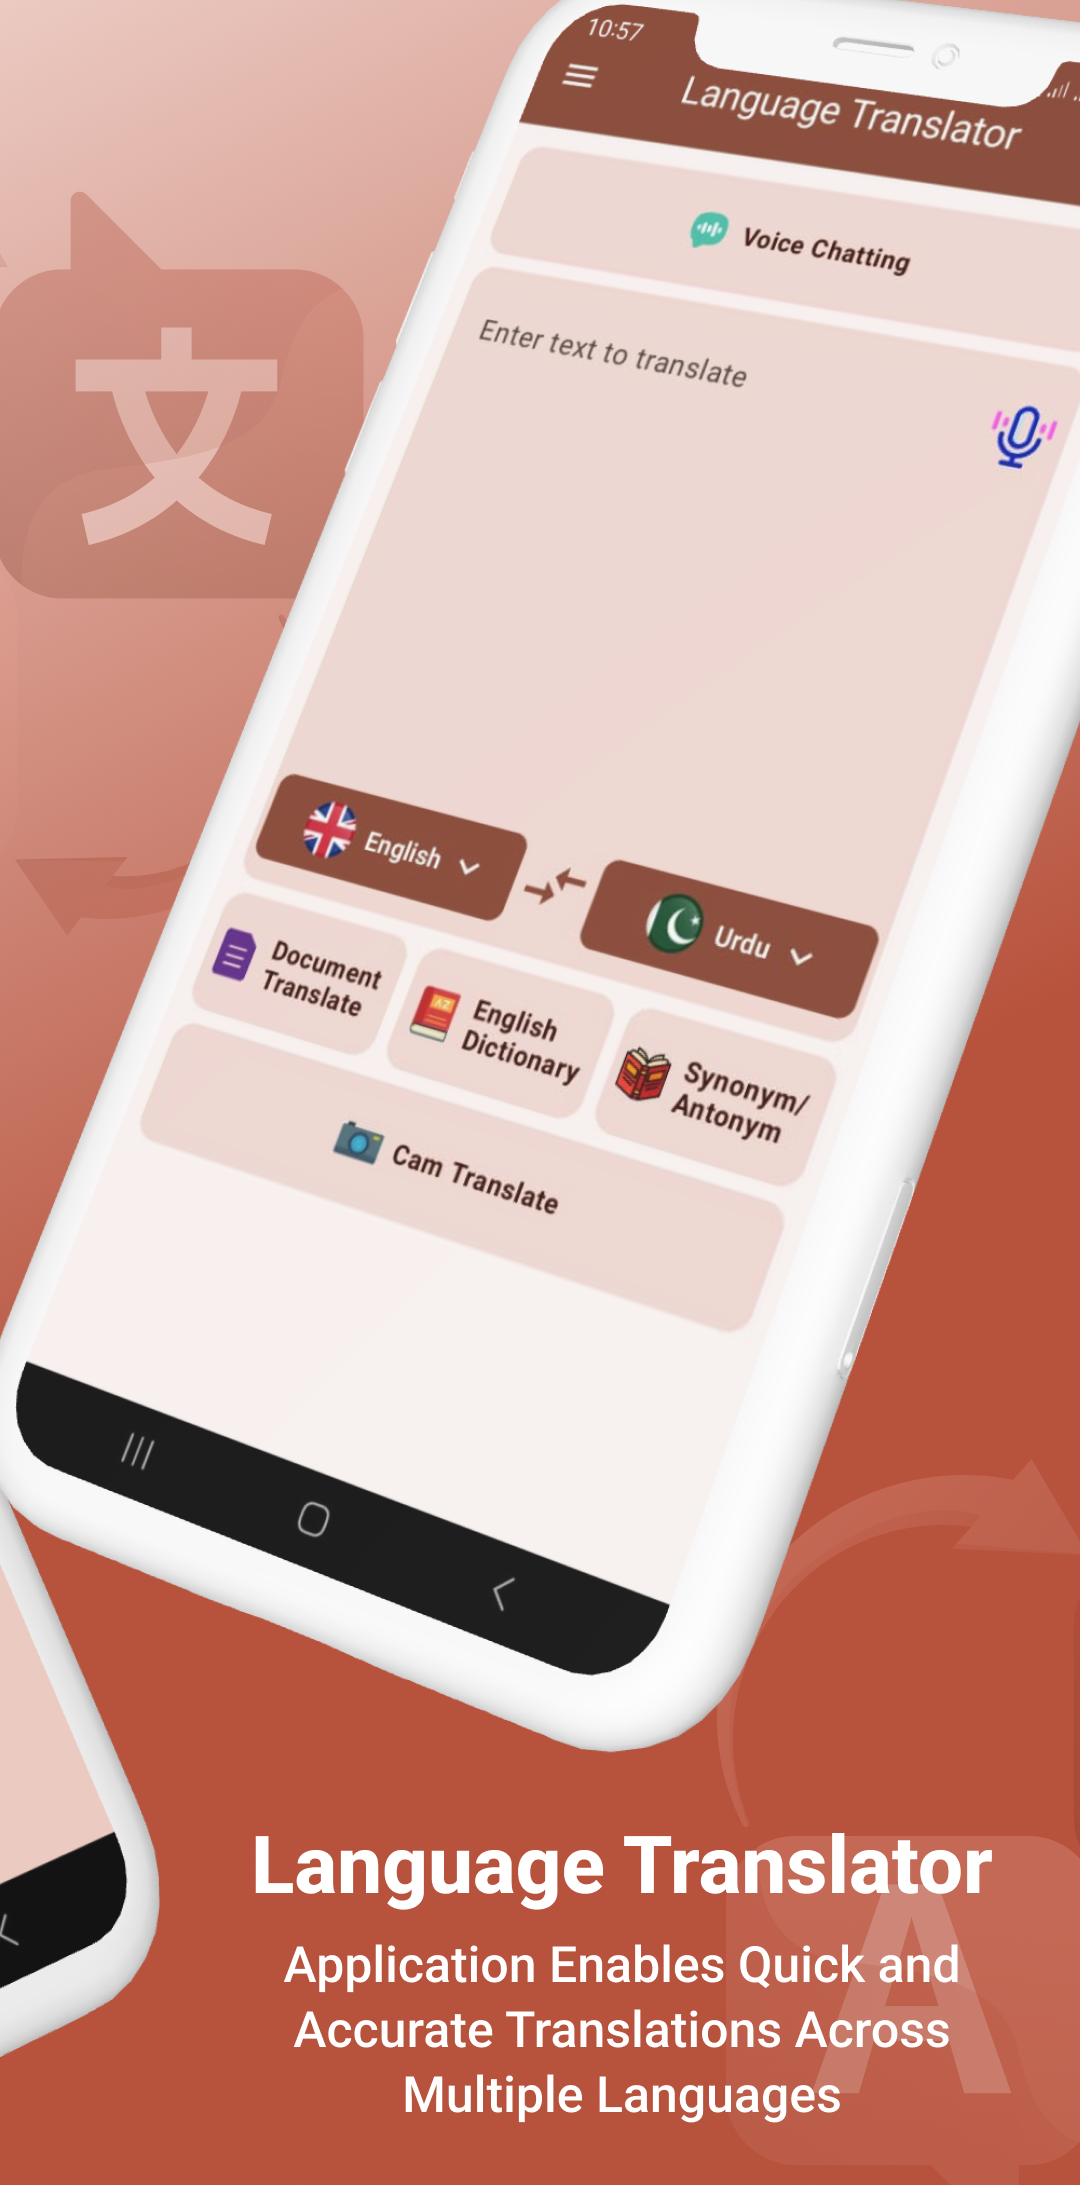 10:57
Language Translator
Voice Chatting
Enter text to translate
文
English
Urdu
Document
Translate
AZ
English
Dictionary
Synonym/
Antonym
Cam Translate
Language Translator
Application Enables Quick and
Accurate Translations Across
Multiple Languages
A